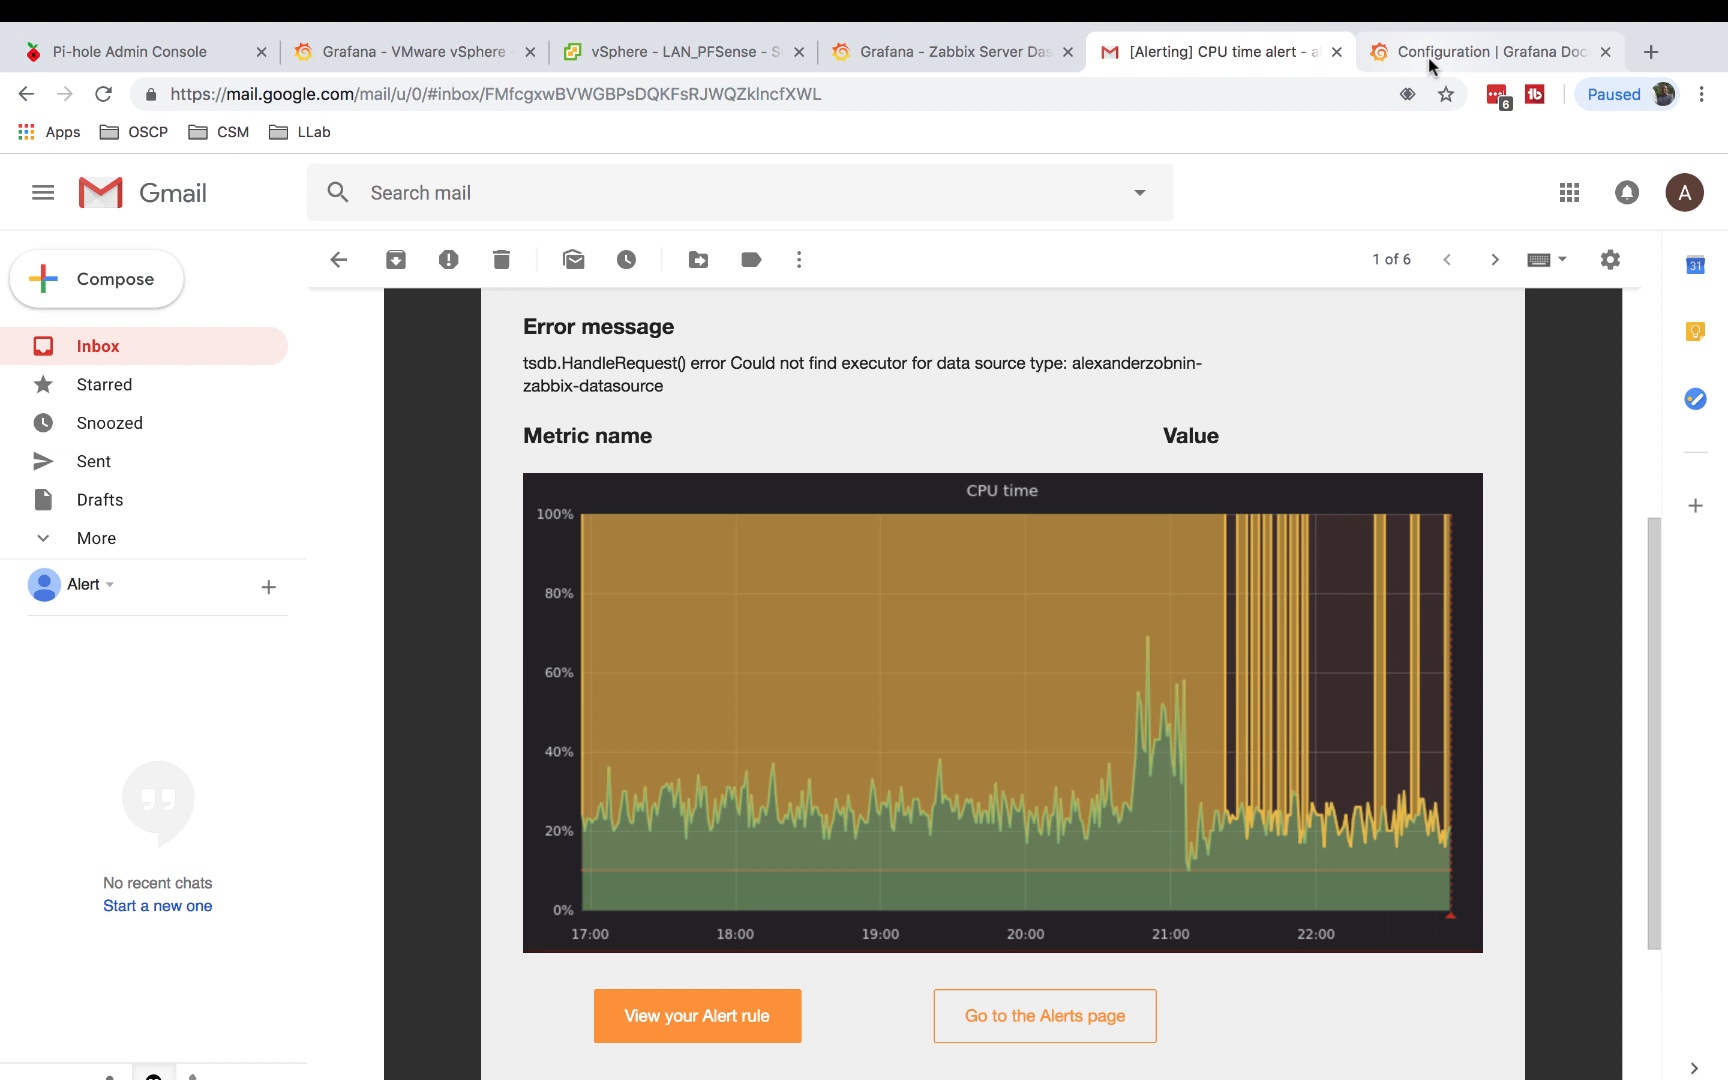 Pi-hole Admin Console
Grafana - VMware vSphere
vSphere - LAN_PFSense - S
Grafana - Zabbix Server Das
[Alerting] CPU time alert - al
Configuration | Grafana Doc
https://mail.google.com/mail/u/0/#inbox/FMfcgxwBVWGBPsDQKFsRJWQZklncfXWL
6
Paused
Apps
OSCP
CSM
LLab
Gmail
Search mail
A
Compose
1 of 6
31
Inbox
Starred
Snoozed
Sent
Drafts
More
Alert
No recent chats
Start a new one
Error message
tsdb.HandleRequest() error Could not find executor for data source type: alexanderzobnin-
zabbix-datasource
Metric name
Value
CPU time
100%
80%
60%
40%
20%
0%
17:00
18:00
19:00
20:00
21:00
22:00
View your Alert rule
Go to the Alerts page